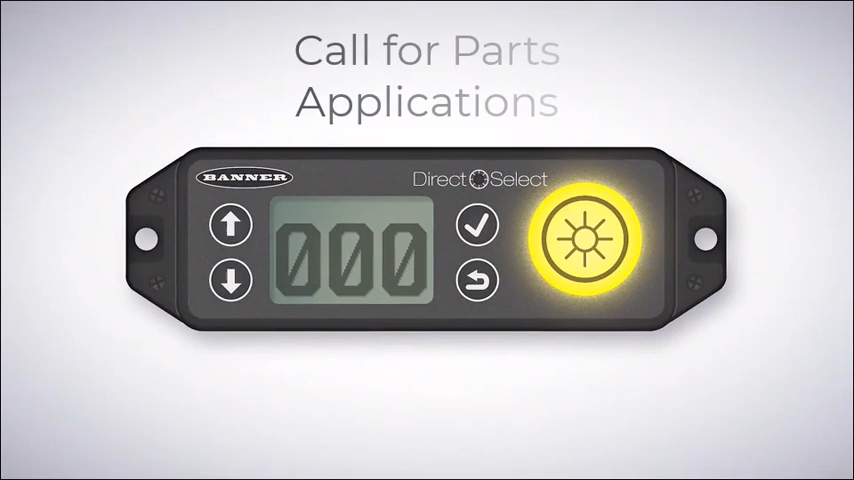 Call for Parts
Applications
BANNER
Direct Select
000